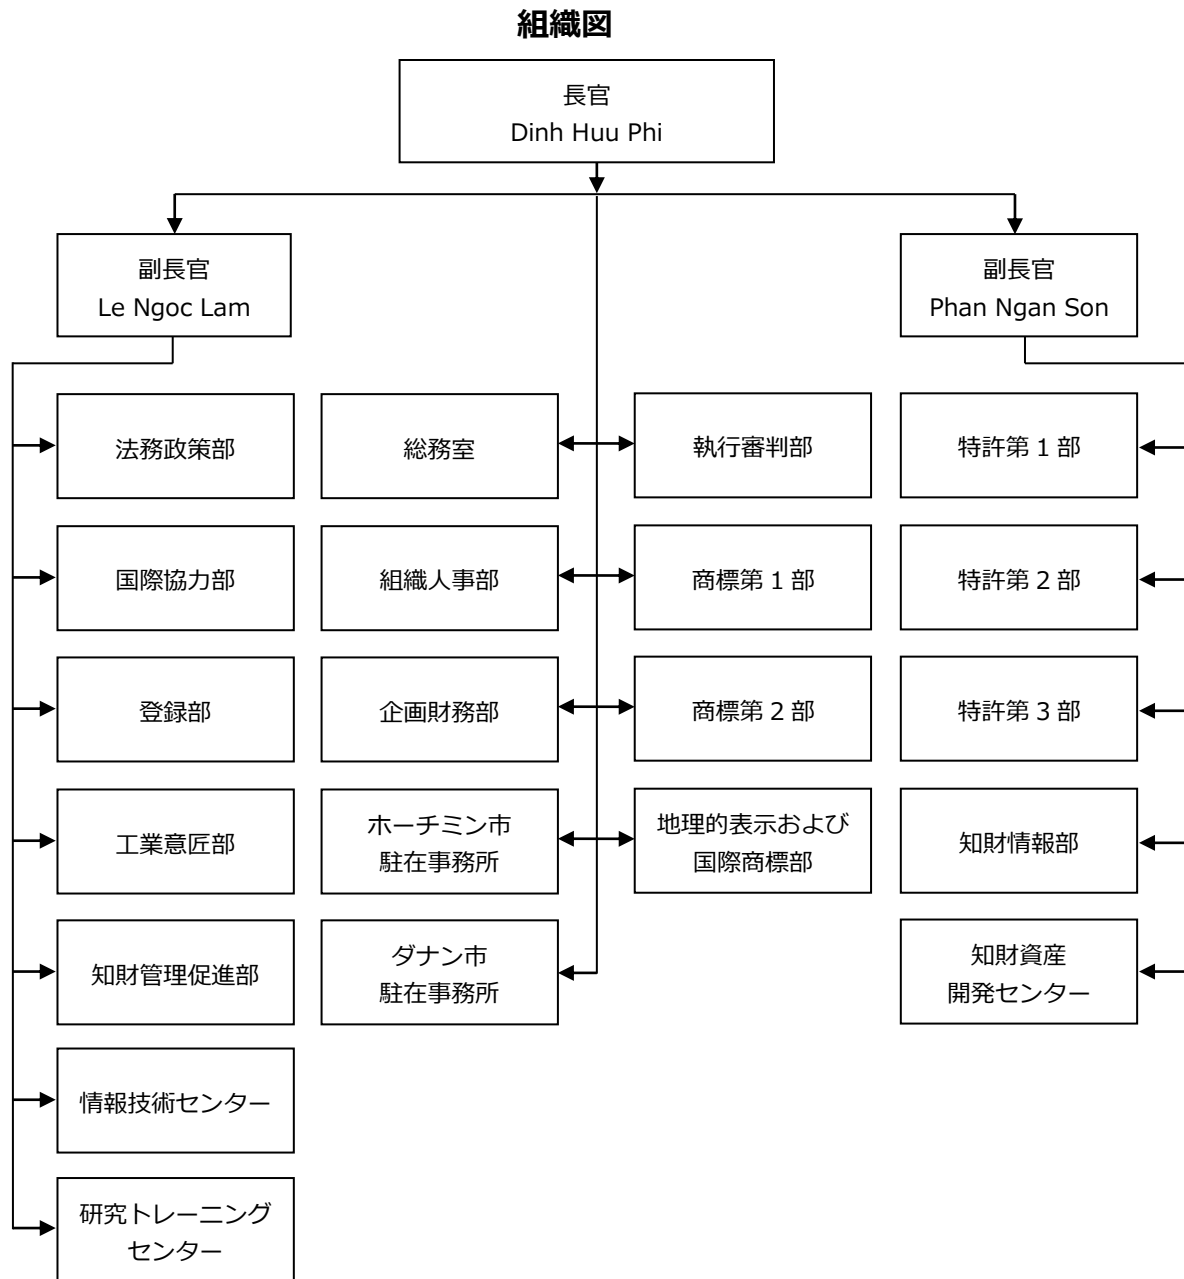 組織図
長官
Dinh Huu Phi
副長官
Le Ngoc Lam
副長官
Phan Ngan Son
法務政策部
総務室
執行審判部
特許第 1 部
国際協力部
組織人事部
商標第 1 部
特許第 2 部
登録部
企画財務部
商標第 2 部
特許第 3 部
工業意匠部
ホーチミン市
駐在事務所
地理的表示および
国際商標部
知財情報部
知財管理促進部
ダナン市
駐在事務所
知財資産
開発センター
情報技術センター
研究トレーニング
センター